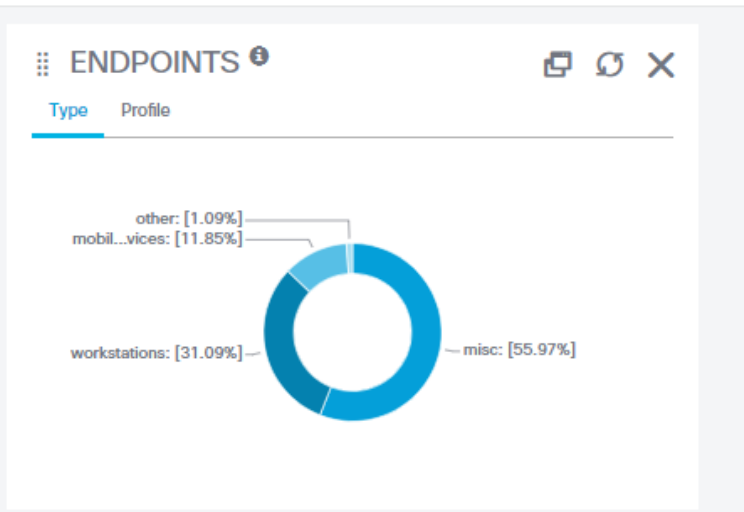 ENDPOINTS
Type Profile
other: [1.09%]
mobil...vices: [11.85%]
workstations: [31.09%]
misc: [55.97%]